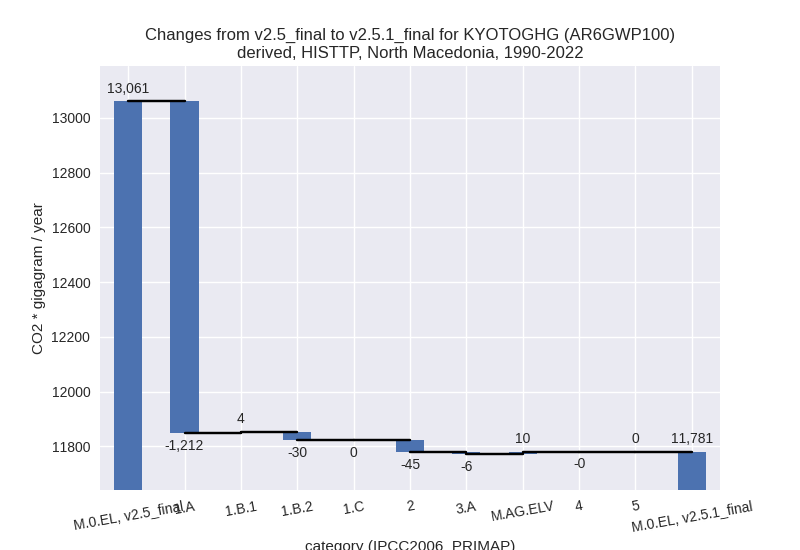 Changes from v2.5_final to v2.5.1_final for KYOTOGHG (AR6GWP100)
derived, HISTTP, North Macedonia, 1990-2022
CO2 * gigagram / year
13000
12800
12600
12400
12200
12000
11800
13,061
-1,212
4
-30
0
-45
-6
10
-0
0
11,781
M.0.EL, v2.5_final
1.A
1.B.1
1.B.2
1.C
2
3.A
M.AG.ELV
4
5
M.0.EL, v2.5.1_final
category (IPCC2006_PRIMAP)